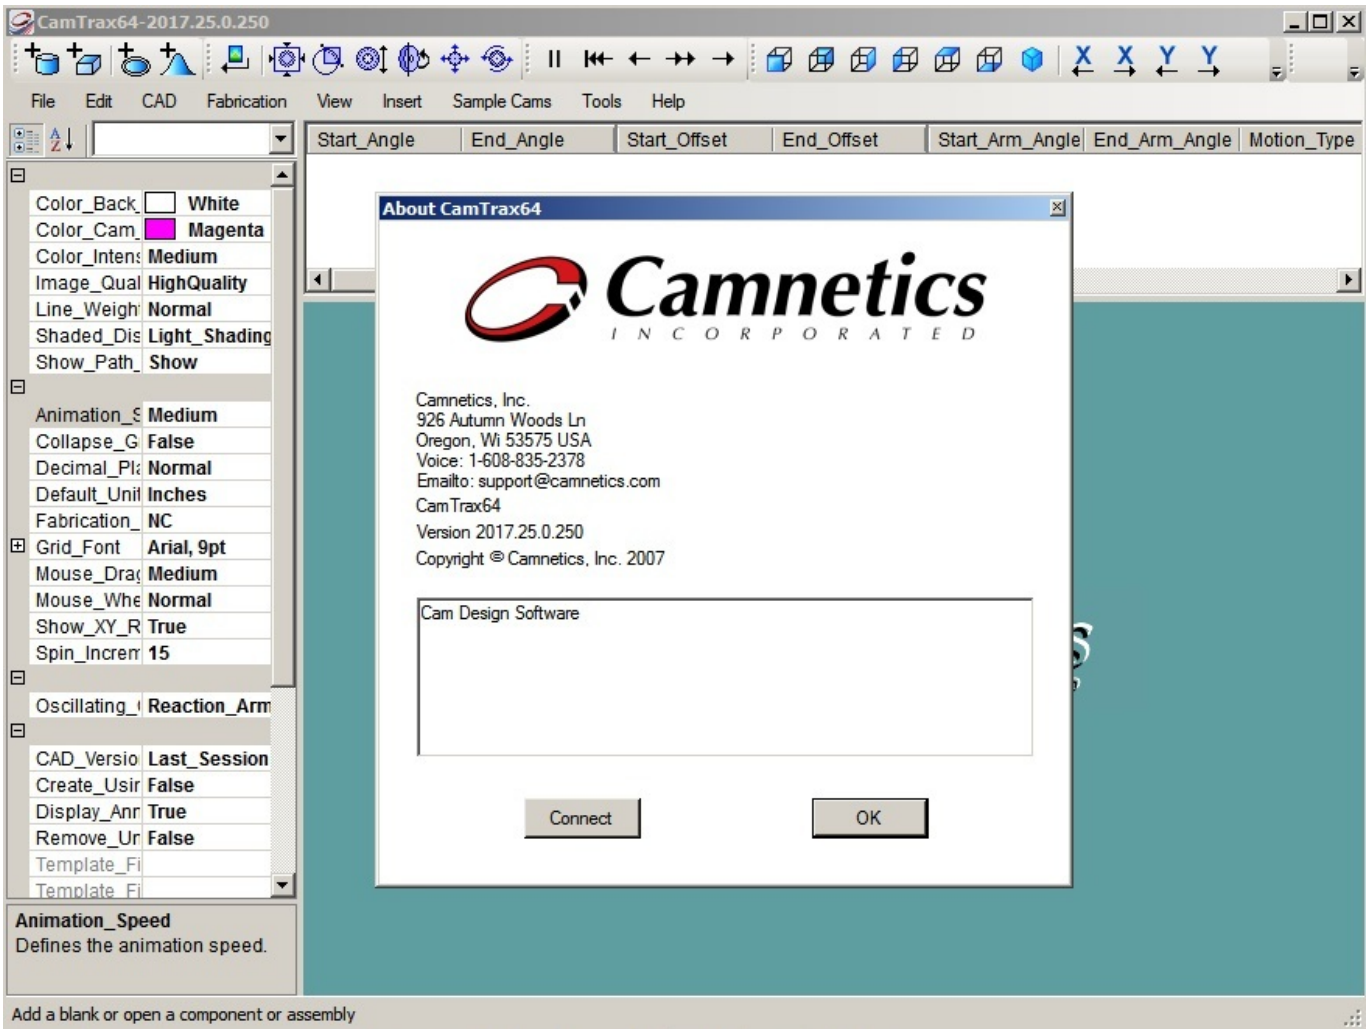 CamTrax64-2017.25.0.250
X X Y Y
File Edit CAD Fabrication View Insert Sample Cams Tools Help
Start_Angle End_Angle Start_Offset End_Offset Start_Arm_Angle End_Arm_Angle Motion_Type
Color_Back_ White
Color_Cam_ Magenta
Color_Intens Medium
Image_Qual HighQuality
Line_Weigh Normal
Shaded_Dis Light_Shading
Show_Path_ Show
Animation_S Medium
Collapse_G False
Decimal_Pla Normal
Default_Unit Inches
Fabrication_ NC
Grid_Font Arial, 9pt
Mouse_Drag Medium
Mouse_Whe Normal
Show_XY_R True
Spin_Increm 15
Oscillating_ Reaction_Arm
CAD_Versio Last_Session
Create_Usin False
Display_Ann True
Remove_Un False
Template_Fi
Template_Fi
Animation_Speed
Defines the animation speed.
Add a blank or open a component or assembly
About CamTrax64
Camnetics
INCORPORATED
Camnetics, Inc.
926 Autumn Woods Ln
Oregon, Wi 53575 USA
Voice: 1-608-835-2378
Emailto: support@camnetics.com
CamTrax64
Version 2017.25.0.250
Copyright © Camnetics, Inc. 2007
Cam Design Software
Connect OK